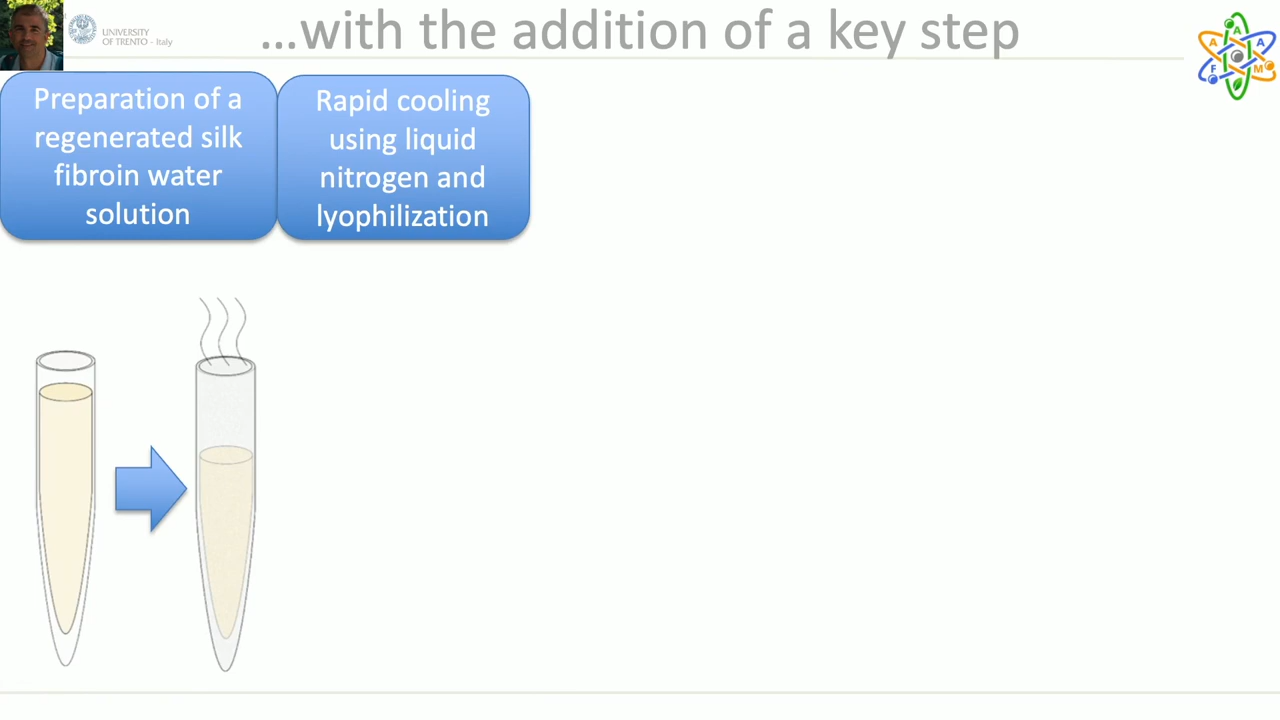 UNIVERSITY
OF TRENTO - Italy
...with the addition of a key step
A
A A
F M
Preparation of a
regenerated silk
fibroin water
solution
Rapid cooling
using liquid
nitrogen and
lyophilization